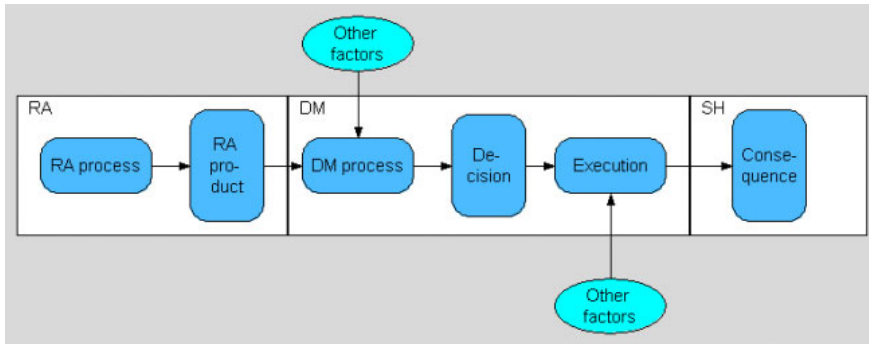 Other
factors
RA
DM
SH
RA process
RA
pro-
duct
DM process
De-
cision
Execution
Conse-
quence
Other
factors